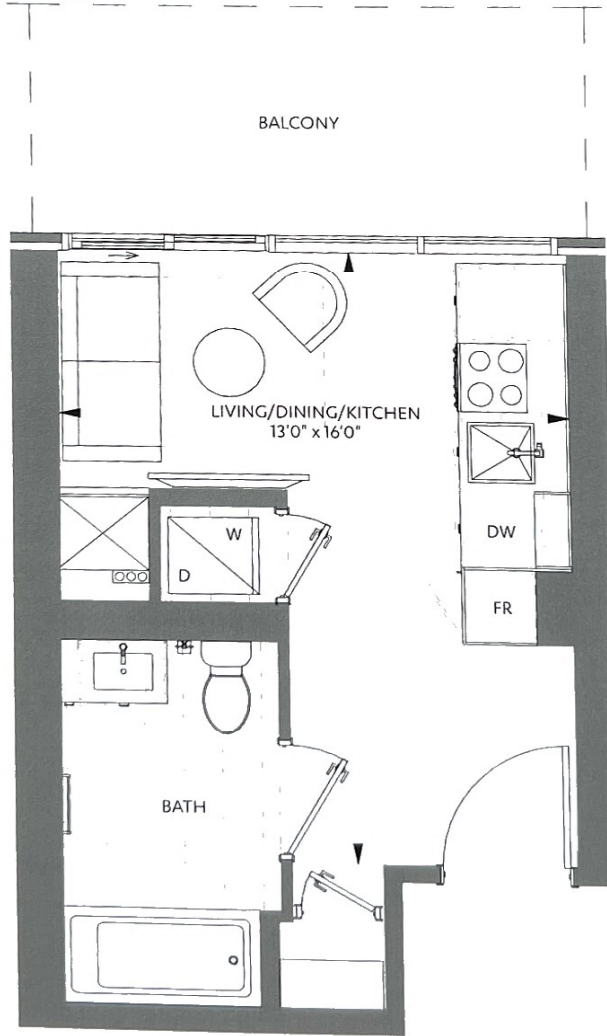 BALCONY
LIVING/DINING/KITCHEN
13'0" x 16'0"
W
D
DW
FR
BATH